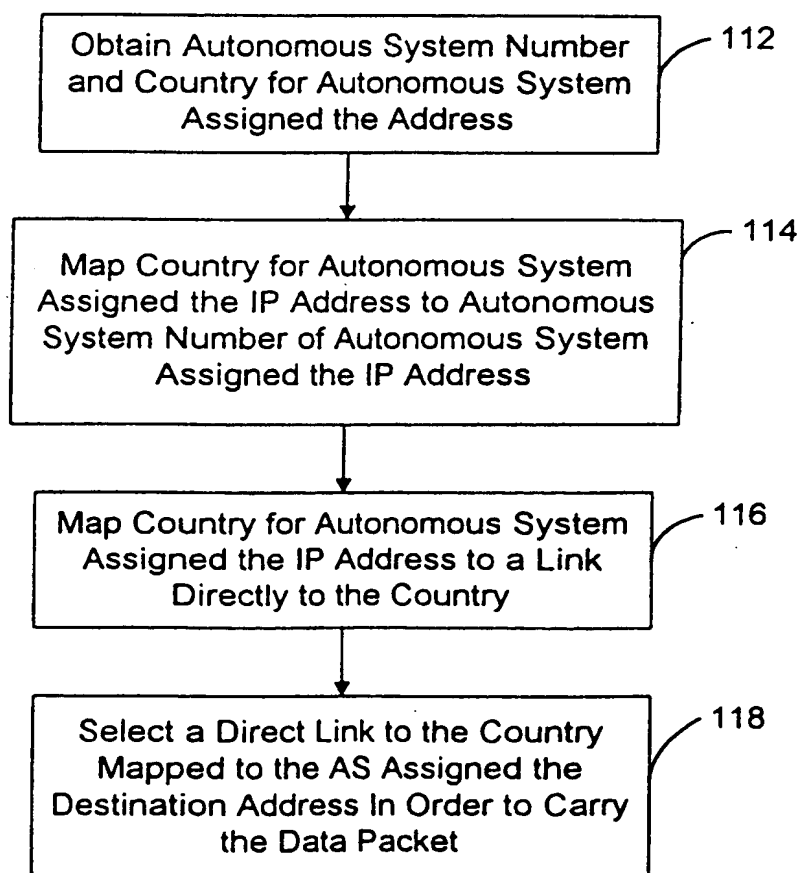 Obtain Autonomous System Number
and Country for Autonomous System
Assigned the Address
112
Map Country for Autonomous System
Assigned the IP Address to Autonomous
System Number of Autonomous System
Assigned the IP Address
114
Map Country for Autonomous System
Assigned the IP Address to a Link
Directly to the Country
116
Select a Direct Link to the Country
Mapped to the AS Assigned the
Destination Address In Order to Carry
the Data Packet
118